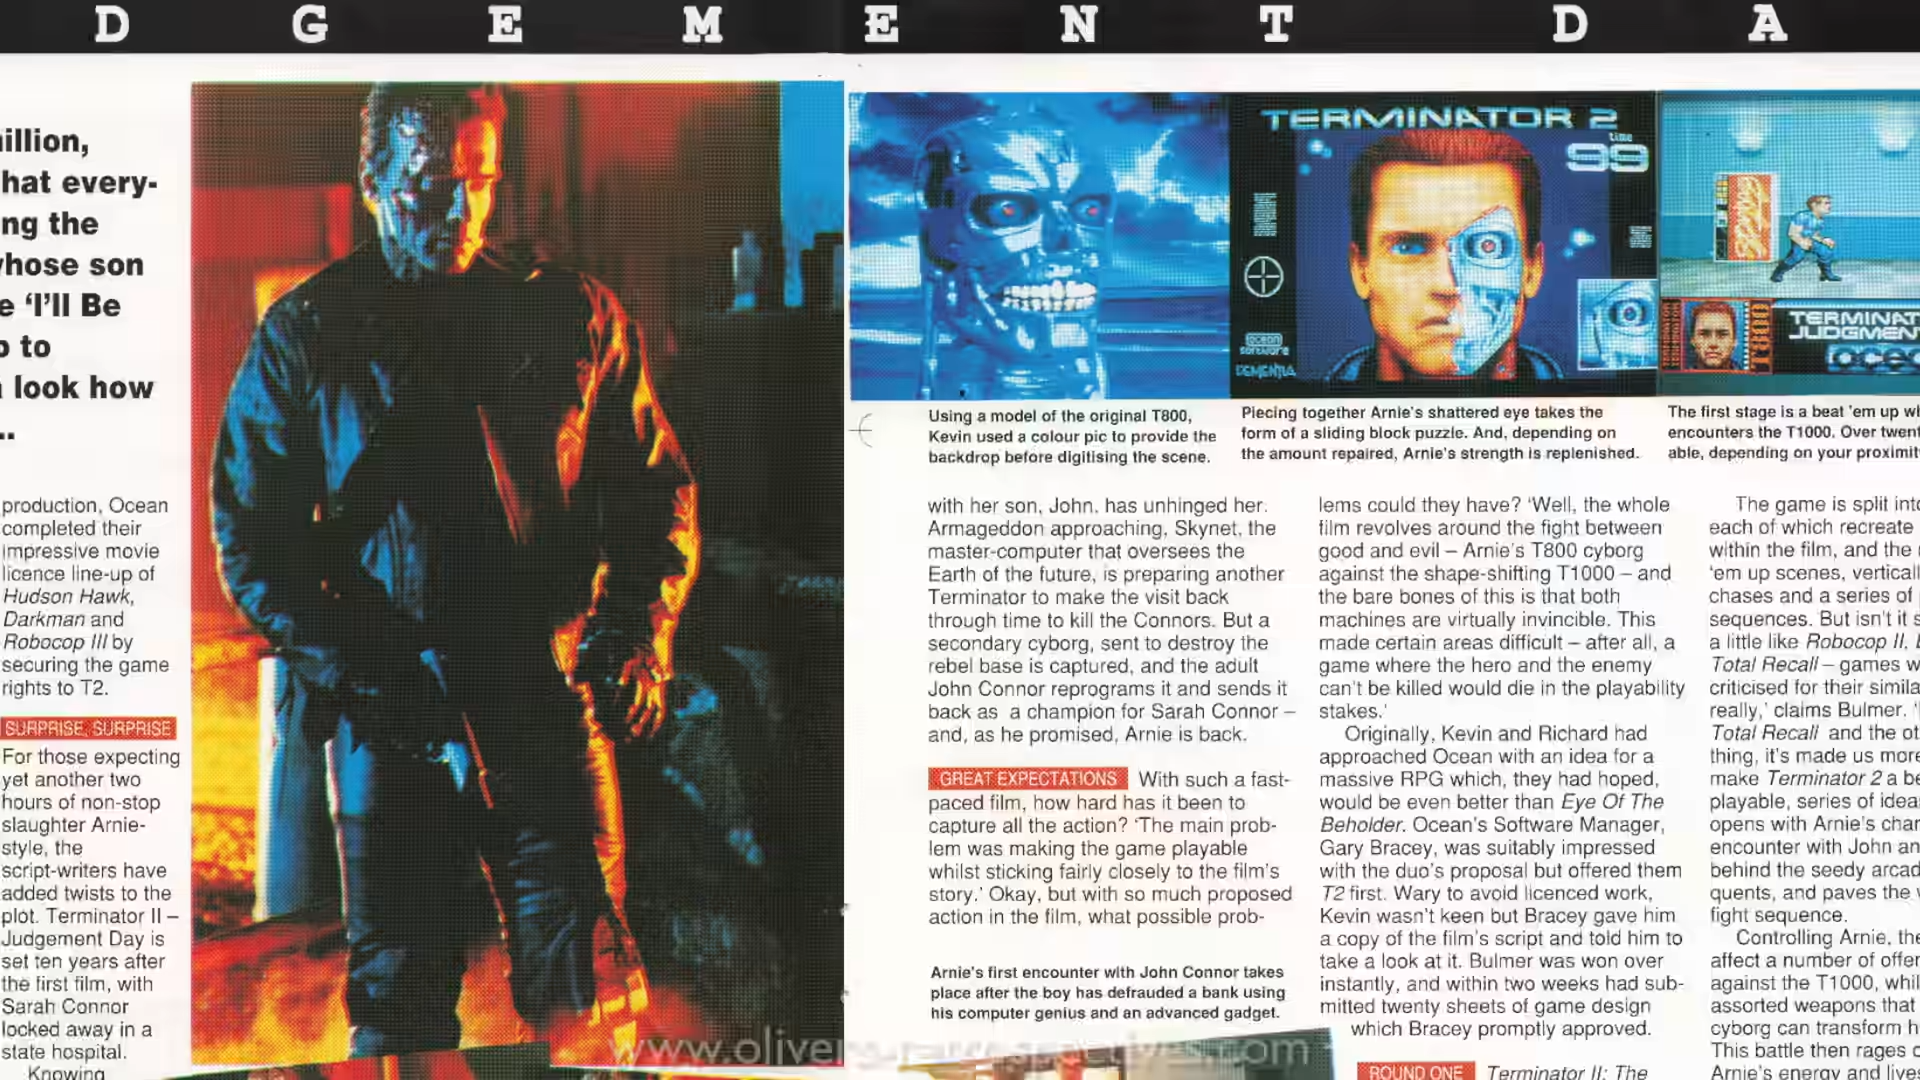 D G E M E N T D A
illion,
hat every-
ng the
whose son
e ‘I’ll Be
to
look how
..
production, Ocean
completed their
impressive movie
licence line-up of
Hudson Hawk,
Darkman and
Robocop III by
securing the game
rights to T2.
SURPRISE, SURPRISE
For those expecting
yet another two
hours of non-stop
slaughter Arnie-
style, the
script-writers have
added twists to the
plot. Terminator II –
Judgement Day is
set ten years after
the first film, with
Sarah Connor
locked away in a
state hospital.
Knowing
TERMINATOR 2
time
99
ocean
software
DEMENTIA
T800
TERMINAT
JUDGMEN
ocea
Using a model of the original T800,
Kevin used a colour pic to provide the
backdrop before digitising the scene.
Piecing together Arnie’s shattered eye takes the
form of a sliding block puzzle. And, depending on
the amount repaired, Arnie’s strength is replenished.
The first stage is a beat ’em up wh
encounters the T1000. Over twent
able, depending on your proximit
with her son, John, has unhinged her.
Armageddon approaching, Skynet, the
master-computer that oversees the
Earth of the future, is preparing another
Terminator to make the visit back
through time to kill the Connors. But a
secondary cyborg, sent to destroy the
rebel base is captured, and the adult
John Connor reprograms it and sends it
back as a champion for Sarah Connor –
and, as he promised, Arnie is back.
GREAT EXPECTATIONS With such a fast-
paced film, how hard has it been to
capture all the action? ‘The main prob-
lem was making the game playable
whilst sticking fairly closely to the film’s
story.’ Okay, but with so much proposed
action in the film, what possible prob-
Arnie’s first encounter with John Connor takes
place after the boy has defrauded a bank using
his computer genius and an advanced gadget.
lems could they have? ‘Well, the whole
film revolves around the fight between
good and evil – Arnie’s T800 cyborg
against the shape-shifting T1000 – and
the bare bones of this is that both
machines are virtually invincible. This
made certain areas difficult – after all, a
game where the hero and the enemy
can’t be killed would die in the playability
stakes.’
Originally, Kevin and Richard had
approached Ocean with an idea for a
massive RPG which, they had hoped,
would be even better than Eye Of The
Beholder. Ocean’s Software Manager,
Gary Bracey, was suitably impressed
with the duo’s proposal but offered them
T2 first. Wary to avoid licenced work,
Kevin wasn’t keen but Bracey gave him
a copy of the film’s script and told him to
take a look at it. Bulmer was won over
instantly, and within two weeks had sub-
mitted twenty sheets of game design
which Bracey promptly approved.
ROUND ONE Terminator II: The
The game is split into
each of which recreate
within the film, and the
’em up scenes, verticall
chases and a series of
sequences. But isn’t it s
a little like Robocop II,
Total Recall – games w
criticised for their simila
really,’ claims Bulmer. ‘
Total Recall and the ot
thing, it’s made us more
make Terminator 2 a be
playable, series of idea
opens with Arnie’s char
encounter with John an
behind the seedy arcad
quents, and paves the
fight sequence.
Controlling Arnie, the
affect a number of offer
against the T1000, whil
assorted weapons that
cyborg can transform h
This battle then rages
Arnie’s energy and lives